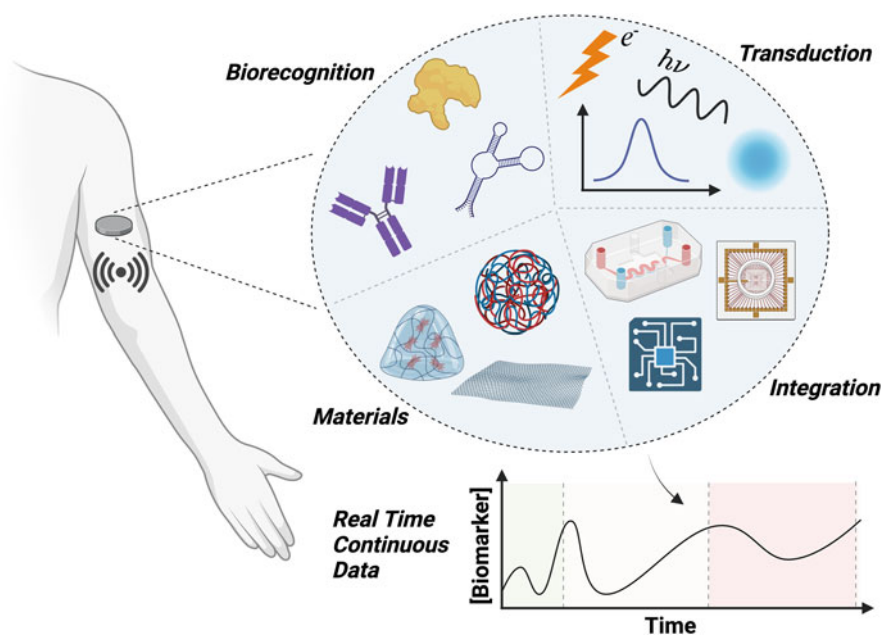 Biorecognition
Transduction
e-
hν
Materials
Integration
Real Time
Continuous
Data
[Biomarker]
Time